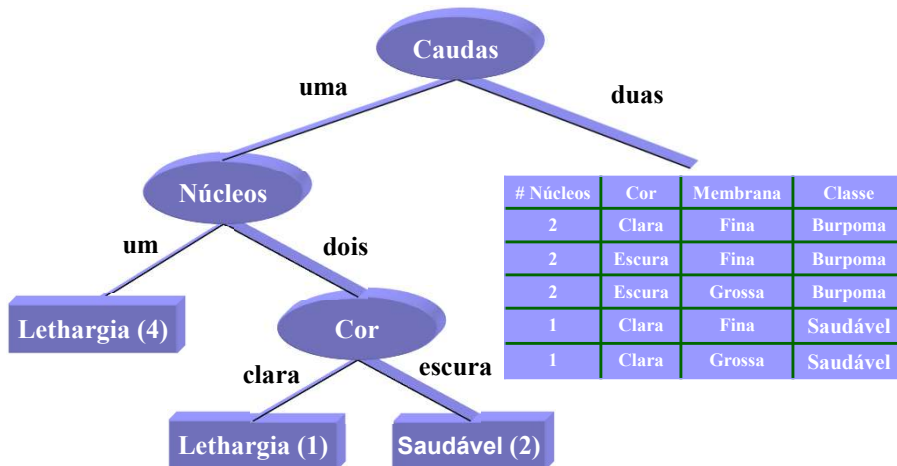 Caudas
uma
duas
Núcleos
# Núcleos Cor Membrana Classe
2 Clara Fina Burpoma
2 Escura Fina Burpoma
2 Escura Grossa Burpoma
1 Clara Fina Saudável
1 Clara Grossa Saudável
um
dois
Lethargia (4)
Cor
clara
escura
Lethargia (1)
Saudável (2)